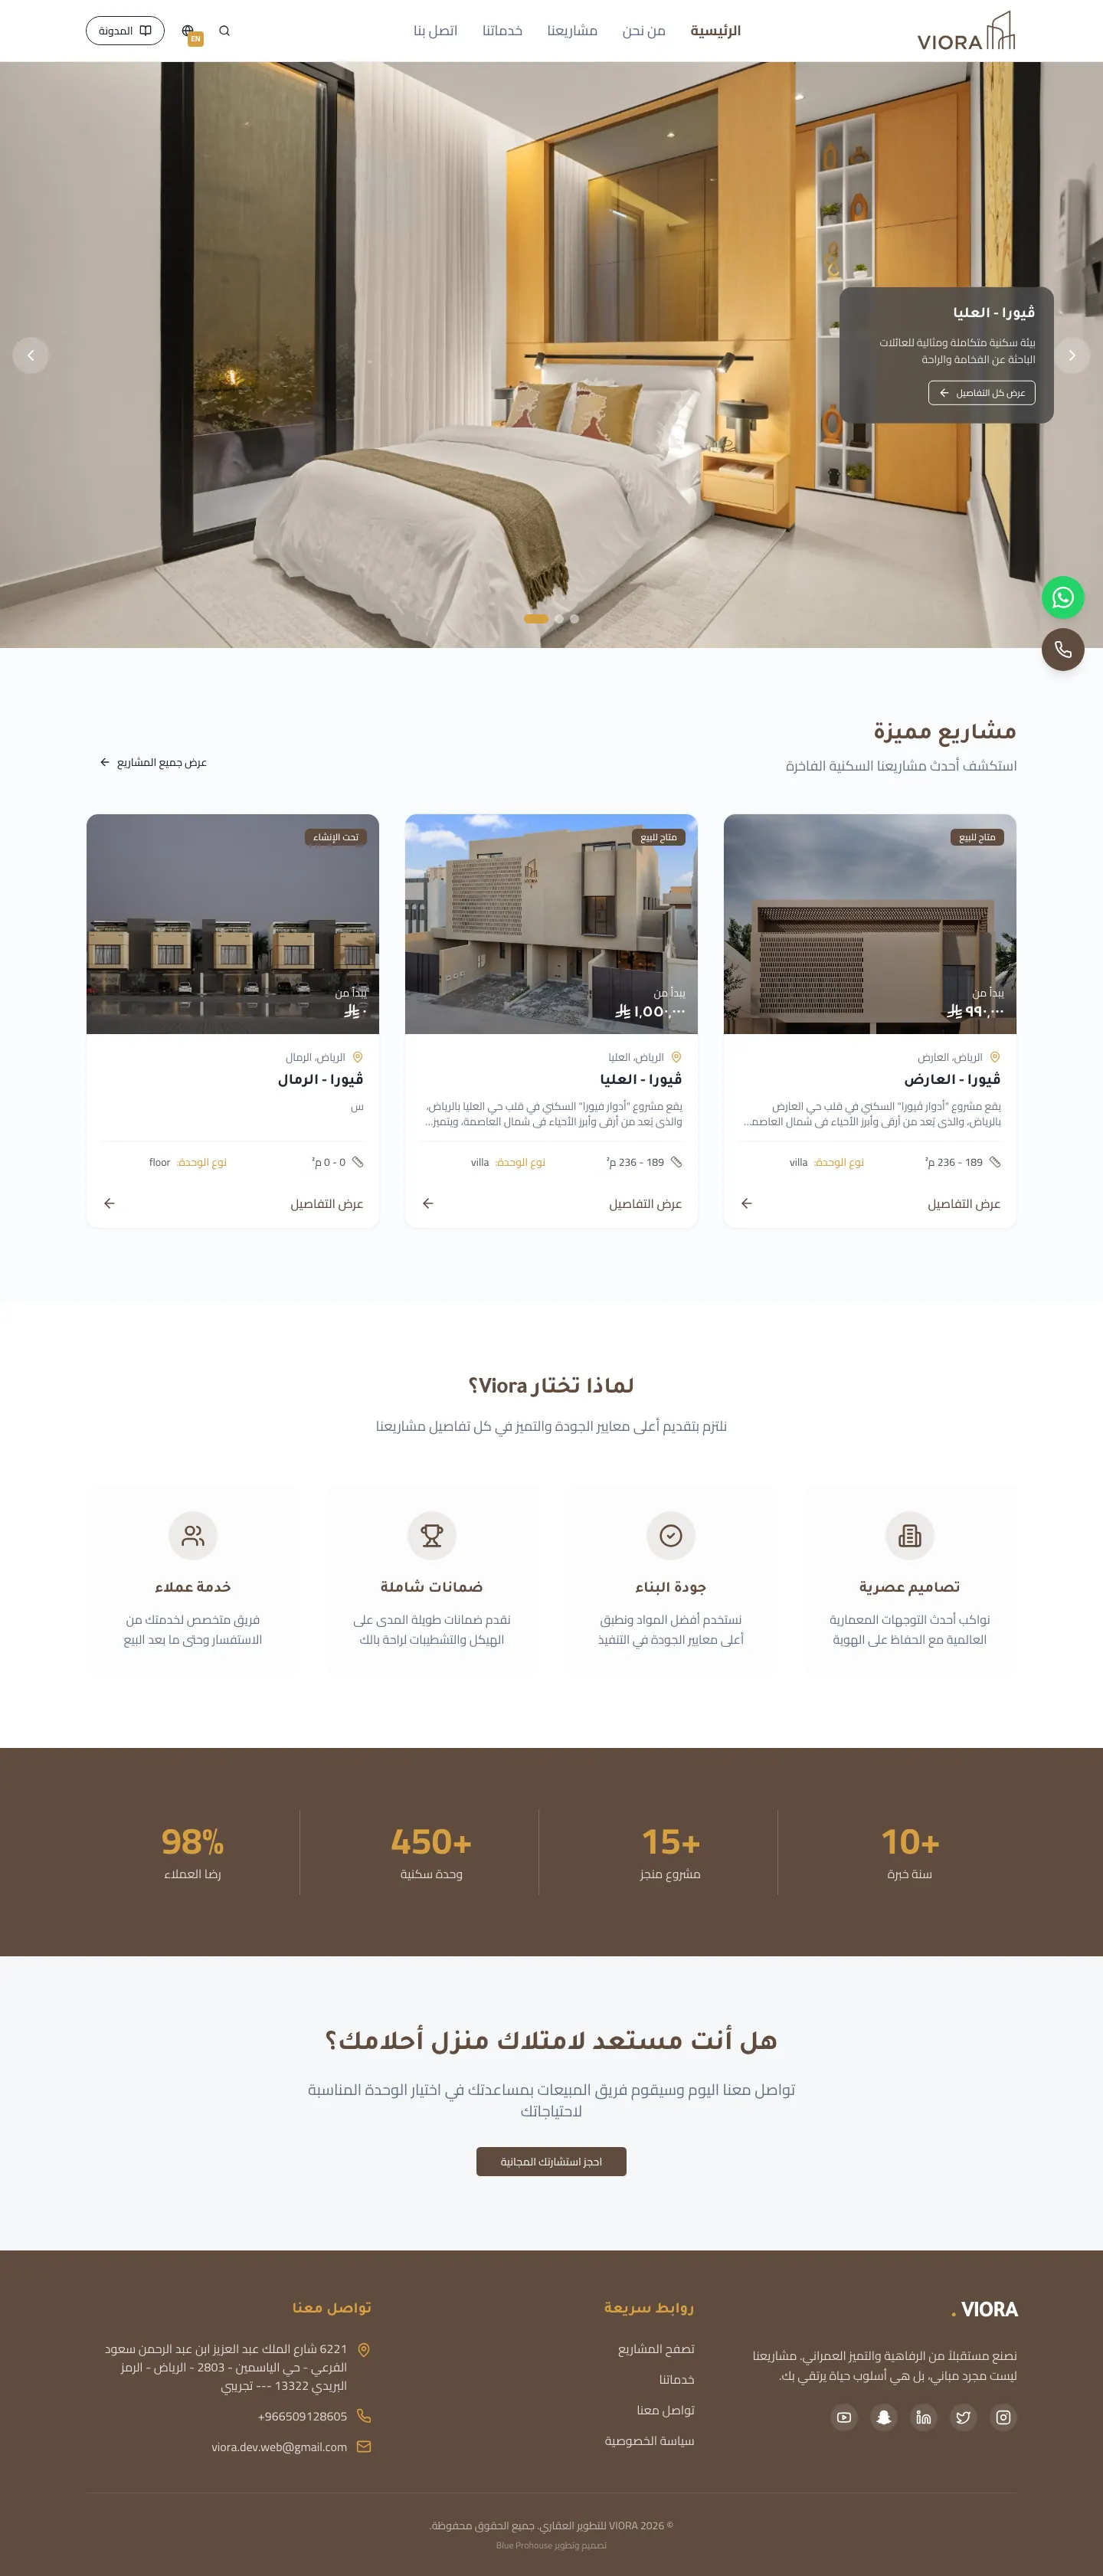 VIORA
الرئيسية
من نحن
مشاريعنا
خدماتنا
اتصل بنا
EN
المدونة
ڤيورا - العليا
بيئة سكنية متكاملة ومثالية للعائلات
الباحثة عن الفخامة والراحة
عرض كل التفاصيل
مشاريع مميزة
استكشف أحدث مشاريعنا السكنية الفاخرة
عرض جميع المشاريع
متاح للبيع
يبدأ من
٩٩٠,٠٠٠
الرياض، العارض
ڤيورا - العارض
يقع مشروع "أدوار ڤيورا" السكني في قلب حي العارض
بالرياض، والذي يُعد من أرقى وأبرز الأحياء في شمال العاصمـ...
189 - 236 م²
نوع الوحدة: villa
عرض التفاصيل
متاح للبيع
VIORA
يبدأ من
١,٥٥٠,٠٠٠
الرياض، العليا
ڤيورا - العليا
يقع مشروع "أدوار ڤيورا" السكني في قلب حي العليا بالرياض،
والذي يُعد من أرقى وأبرز الأحياء في شمال العاصمة، ويتميز...
189 - 236 م²
نوع الوحدة: villa
عرض التفاصيل
تحت الإنشاء
يبدأ من
٠
الرياض، الرمال
ڤيورا - الرمال
س
0 - 0 م²
نوع الوحدة: floor
عرض التفاصيل
لماذا تختار Viora؟
نلتزم بتقديم أعلى معايير الجودة والتميز في كل تفاصيل مشاريعنا
تصاميم عصرية
نواكب أحدث التوجهات المعمارية
العالمية مع الحفاظ على الهوية
جودة البناء
نستخدم أفضل المواد ونطبق
أعلى معايير الجودة في التنفيذ
ضمانات شاملة
نقدم ضمانات طويلة المدى على
الهيكل والتشطيبات لراحة بالك
خدمة عملاء
فريق متخصص لخدمتك من
الاستفسار وحتى ما بعد البيع
10+
سنة خبرة
15+
مشروع منجز
450+
وحدة سكنية
98%
رضا العملاء
هل أنت مستعد لامتلاك منزل أحلامك؟
تواصل معنا اليوم وسيقوم فريق المبيعات بمساعدتك في اختيار الوحدة المناسبة
لاحتياجاتك
احجز استشارتك المجانية
VIORA .
نصنع مستقبلاً من الرفاهية والتميز العمراني. مشاريعنا
ليست مجرد مباني، بل هي أسلوب حياة يرتقي بك.
روابط سريعة
تصفح المشاريع
خدماتنا
تواصل معنا
سياسة الخصوصية
تواصل معنا
6221 شارع الملك عبد العزيز ابن عبد الرحمن سعود
الفرعي - حي الياسمين - 2803 - الرياض - الرمز
البريدي 13322 --- تجريبي
+966509128605
viora.dev.web@gmail.com
© 2026 VIORA للتطوير العقاري. جميع الحقوق محفوظة.
تصميم وتطوير Blue Prohouse